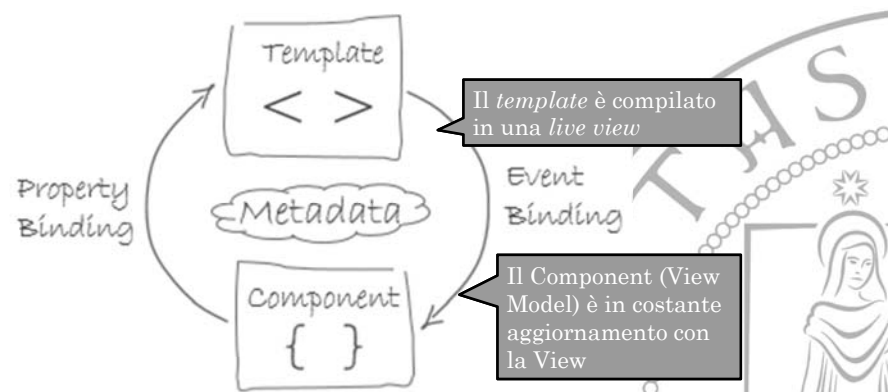 Template
< >
Il template è compilato
in una live view
Property
Binding
Metadata
Event
Binding
Component
{ }
Il Component (View
Model) è in costante
aggiornamento con
la View
THS